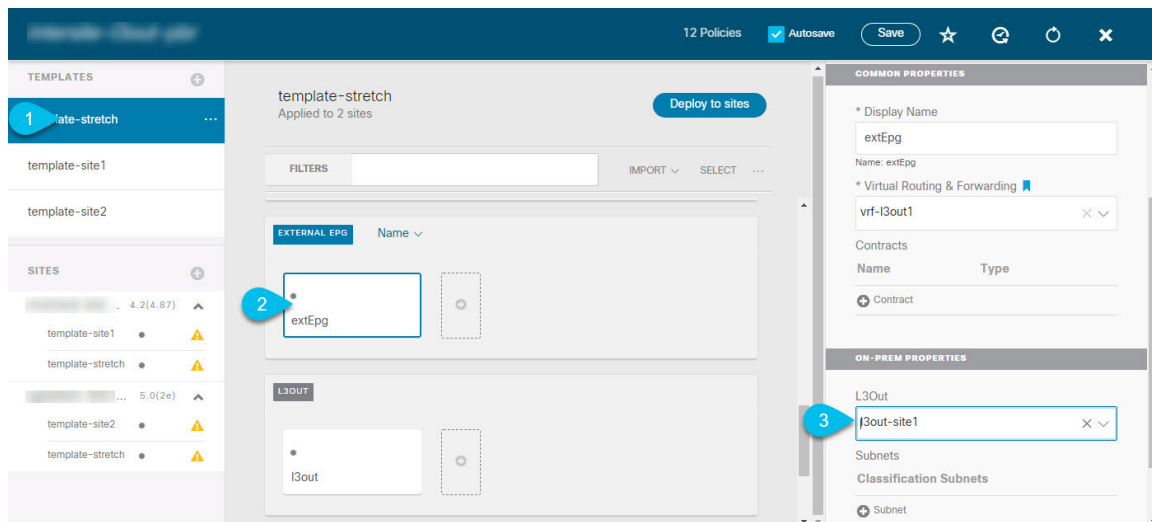 12 Policies
Autosave
Save
TEMPLATES
1
ate-stretch
template-site1
template-site2
SITES
4.2(4.87)
template-site1
template-stretch
... 5.0(2e)
template-site2
template-stretch
template-stretch
Applied to 2 sites
Deploy to sites
FILTERS
IMPORT
SELECT
EXTERNAL EPG
Name
2
extEpg
L3OUT
l3out
COMMON PROPERTIES
* Display Name
extEpg
Name: extEpg
* Virtual Routing & Forwarding
vrf-l3out1
Contracts
Name Type
Contract
ON-PREM PROPERTIES
L3Out
3
l3out-site1
Subnets
Classification Subnets
Subnet